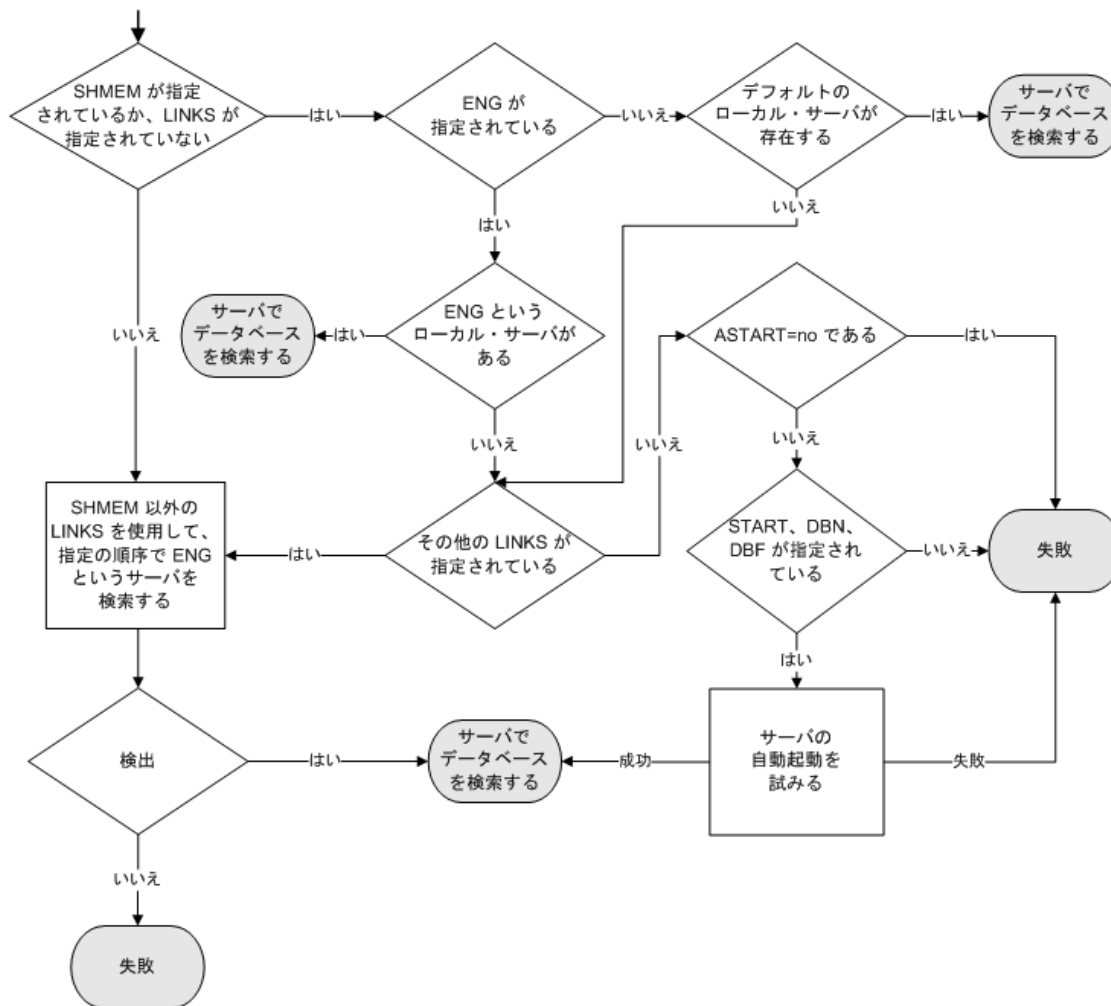 SHMEM が指定
されているか、LINKS が
指定されていない
はい
ENG が
指定されている
いいえ
デフォルトの
ローカル・サーバが
存在する
はい
サーバで
データベース
を検索する
いいえ
はい
いいえ
サーバで
データベース
を検索する
はい
ENG という
ローカル・サーバが
ある
ASTART=no である
はい
いいえ
いいえ
いいえ
SHMEM 以外の
LINKS を使用して、
指定の順序で ENG
というサーバを
検索する
はい
その他の LINKS が
指定されている
START、DBN、
DBF が指定され
ている
いいえ
失敗
はい
検出
はい
サーバで
データベース
を検索する
成功
サーバの
自動起動を
試みる
失敗
いいえ
失敗